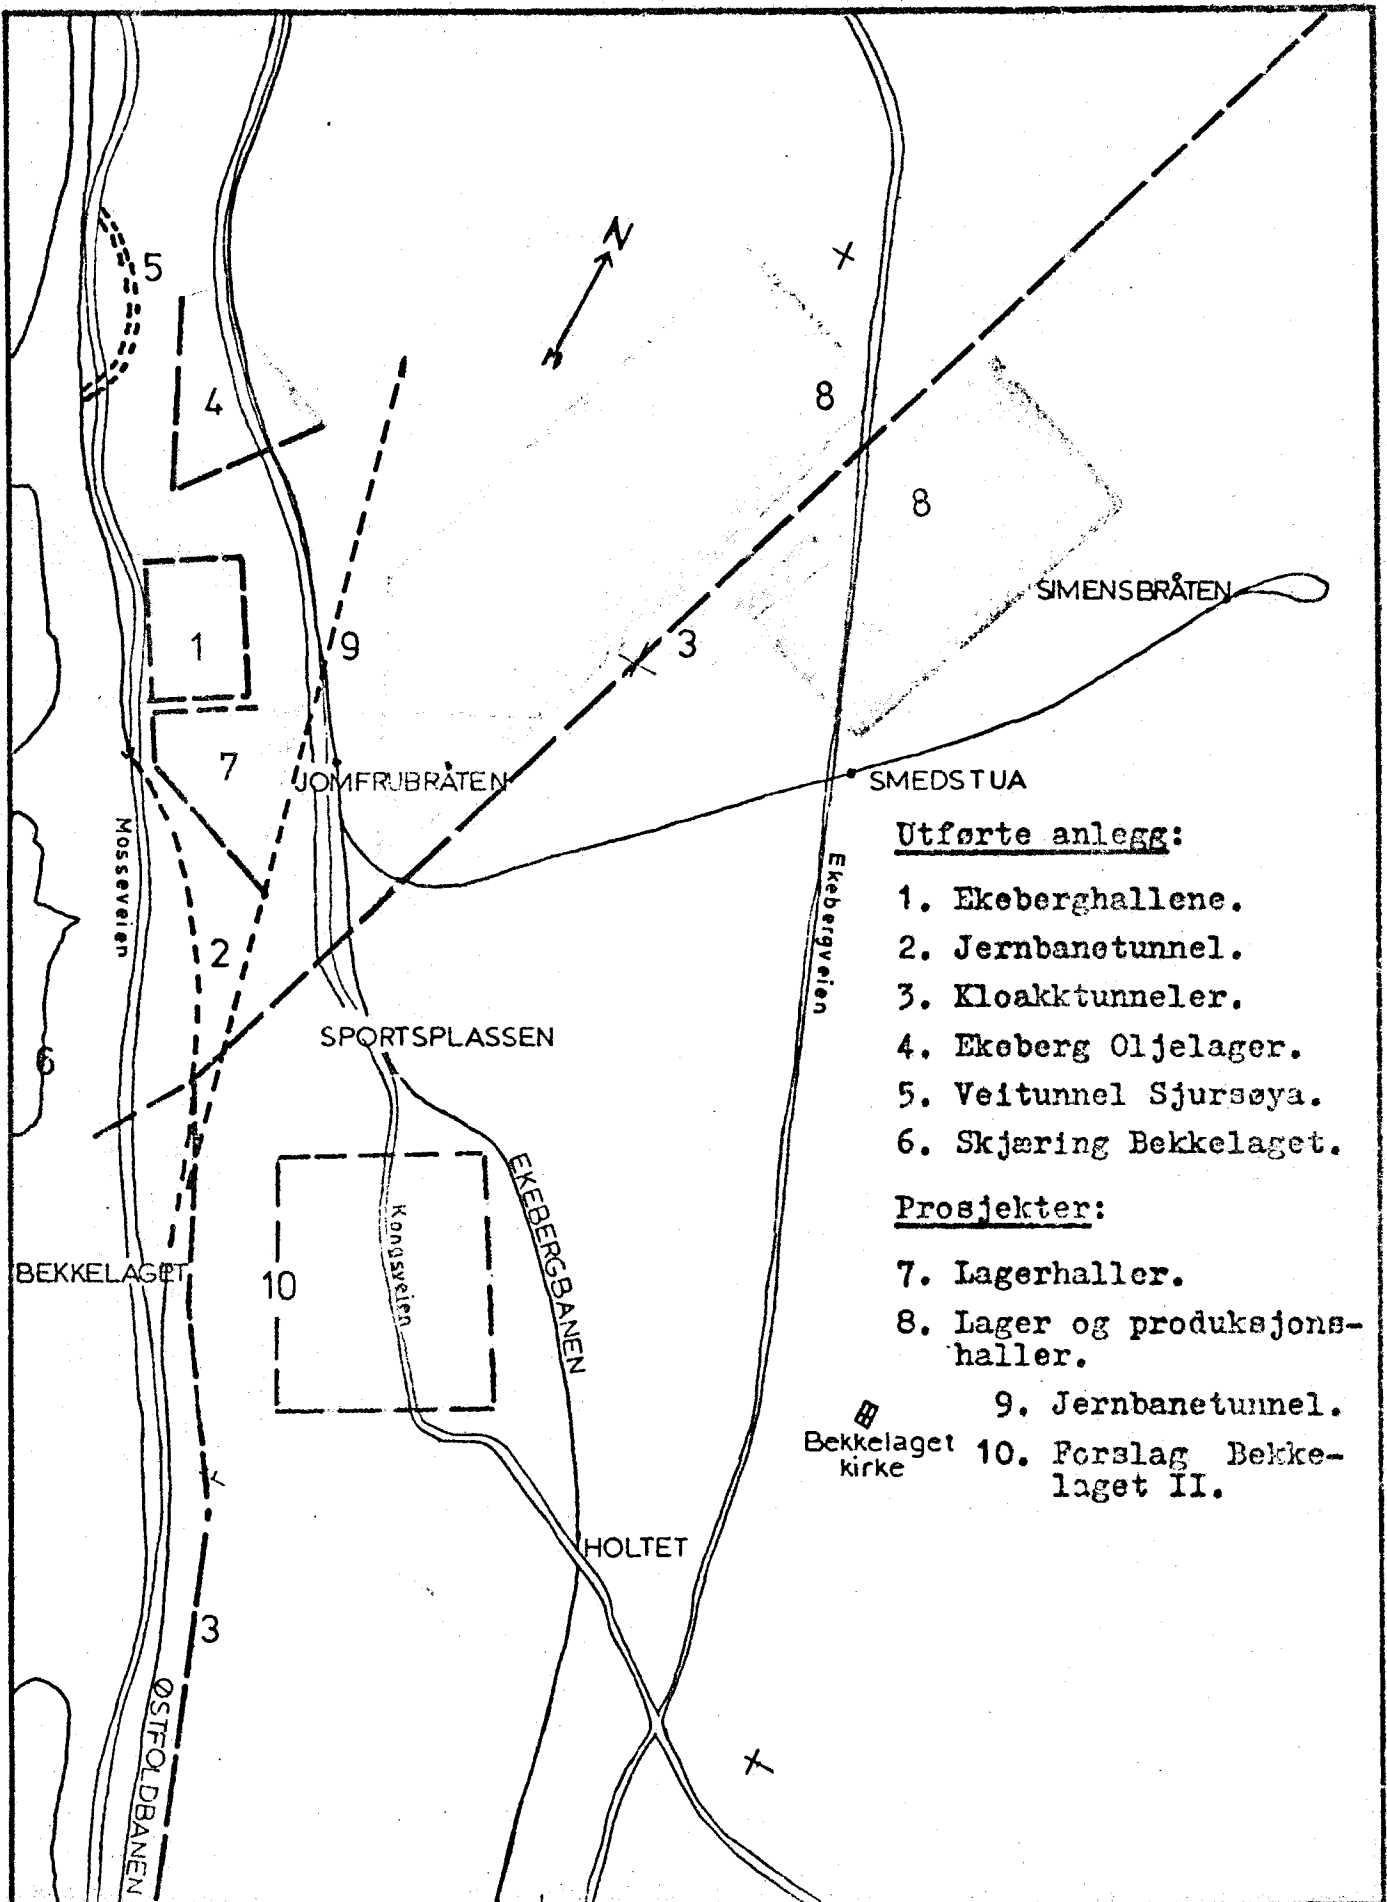 N
5
4
8
8
SIMENSBRÅTEN
1
9
3
7
JOMFRUBRÅTEN
SMEDSTUA
Mosseveien
Ekebergveien
Utførte anlegg:
1. Ekeberghallene.
2. Jernbanetunnel.
3. Kloakktunneler.
4. Ekeberg Oljelager.
5. Veitunnel Sjursøya.
6. Skjæring Bekkelaget.
2
SPORTSPLASSEN
6
Prosjekter:
7. Lagerhaller.
8. Lager og produksjons-
haller.
9. Jernbanetunnel.
10. Forslag Bekke-
laget II.
EKEBERGBANEN
Kongsveien
BEKKELAGET
10
Bekkelaget
kirke
HOLTET
3
ØSTFOLDBANEN